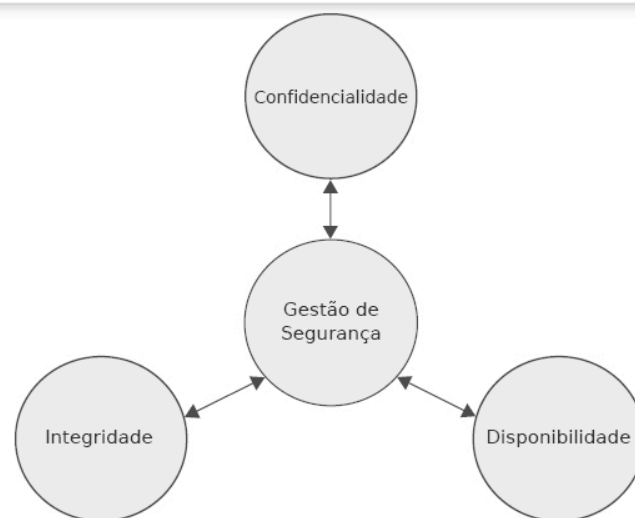 Confidencialidade
Gestão de
Segurança
Integridade
Disponibilidade